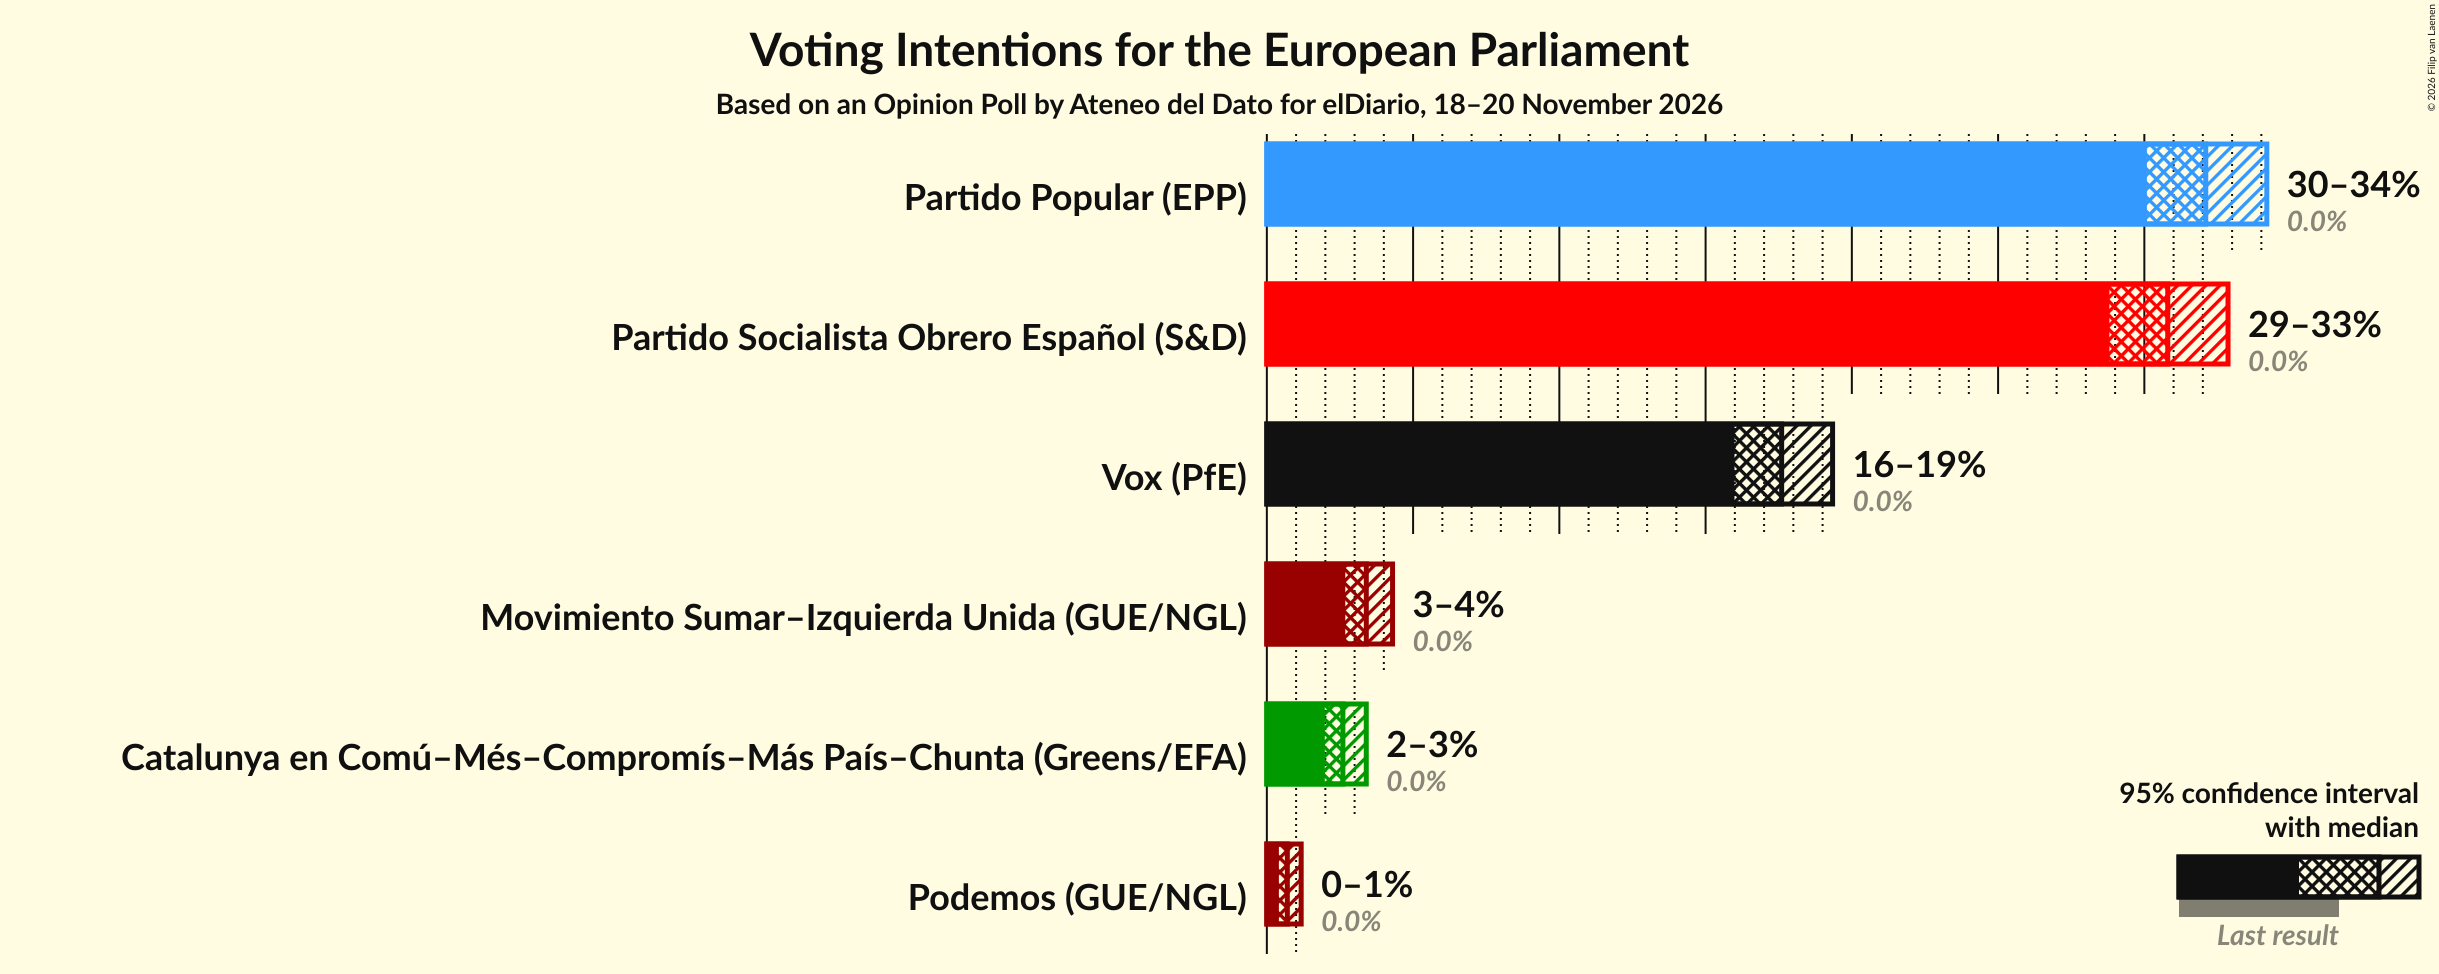 Voting Intentions for the European Parliament
Based on an Opinion Poll by Ateneo del Dato for elDiario, 18–20 November 2026
© 2026 Filip van Laenen
Partido Popular (EPP)
30–34%
0.0%
Partido Socialista Obrero Español (S&D)
29–33%
0.0%
Vox (PfE)
16–19%
0.0%
Movimiento Sumar–Izquierda Unida (GUE/NGL)
3–4%
0.0%
Catalunya en Comú–Més–Compromís–Más País–Chunta (Greens/EFA)
2–3%
0.0%
Podemos (GUE/NGL)
0–1%
0.0%
95% confidence interval
with median
Last result